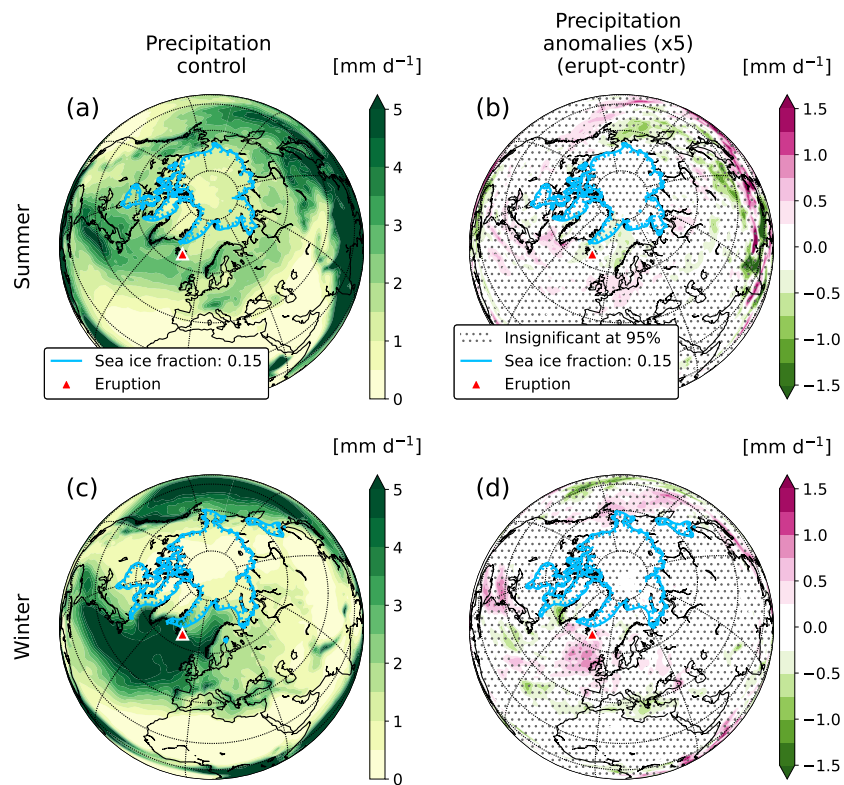 Precipitation
control
[mm d⁻¹]
Precipitation
anomalies (x5)
(erupt-contr)
[mm d⁻¹]
(a)
5
4
3
2
1
0
(b)
1.5
1.0
0.5
0.0
−0.5
−1.0
−1.5
Summer
Sea ice fraction: 0.15
Eruption
Insignificant at 95%
Sea ice fraction: 0.15
Eruption
[mm d⁻¹]
[mm d⁻¹]
(c)
5
4
3
2
1
0
(d)
1.5
1.0
0.5
0.0
−0.5
−1.0
−1.5
Winter